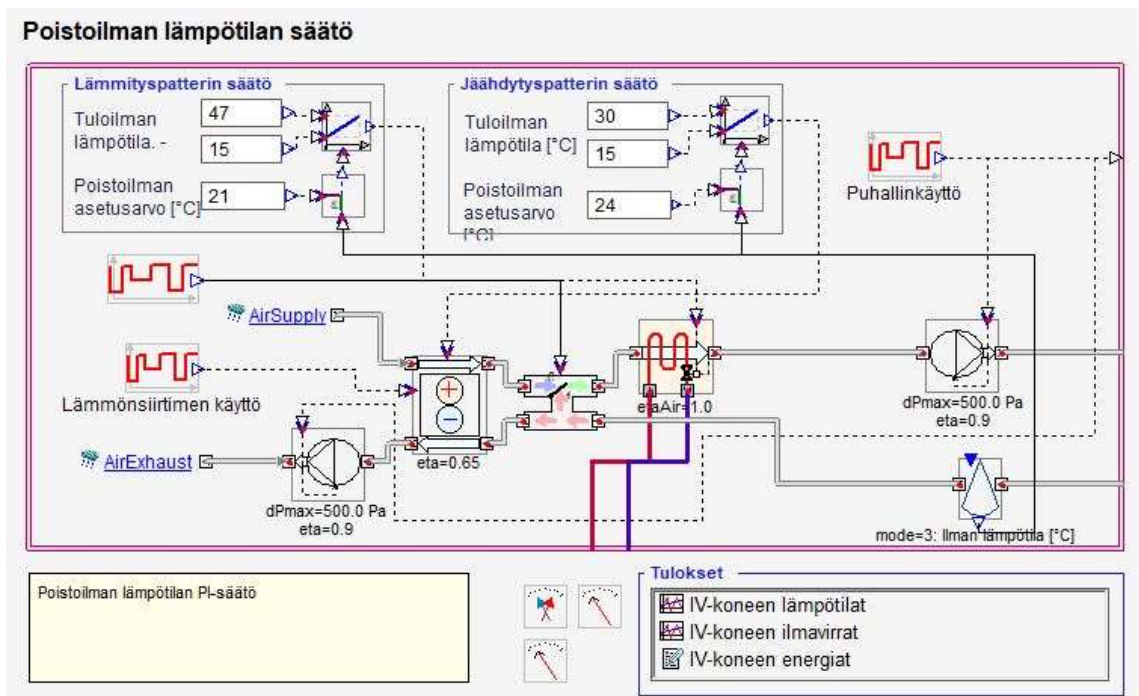 Poistoilman lämpötilan säätö
Lämmityspatterin säätö
Tuloilman
lämpötila. -
47
15
Poistoilman
asetusarvo [°C]
21
Jäähdytyspatterin säätö
Tuloilman
lämpötila [°C]
30
15
Poistoilman
asetusarvo
[°C]
24
Puhallinkäyttö
AirSupply
Lämmönsiirtimen käyttö
AirExhaust
eta=0.65
etaAir=1.0
dPmax=500.0 Pa
eta=0.9
dPmax=500.0 Pa
eta=0.9
mode=3: Ilman lämpötila [°C]
Poistoilman lämpötilan PI-säätö
Tulokset
IV-koneen lämpötilat
IV-koneen ilmavirrat
IV-koneen energiat